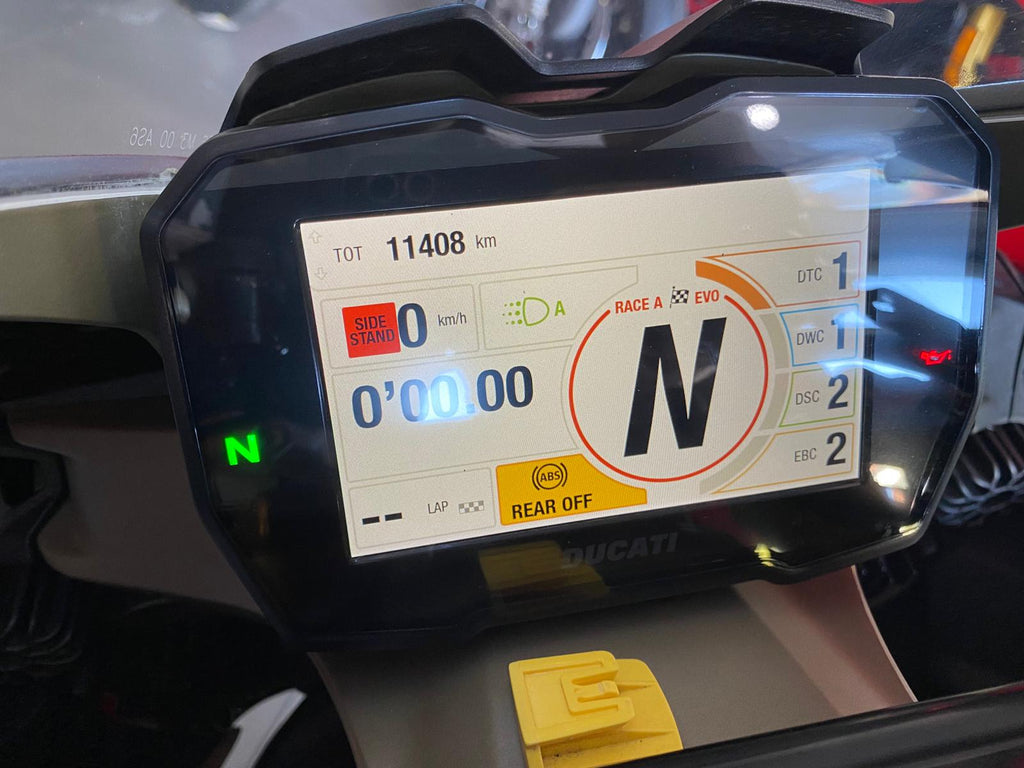 TOT 11408 km
SIDE
STAND
0 km/h
A
RACE A EVO
DTC 1
DWC 1
DSC 2
EBC 2
N
0'00.00
N
-- LAP
ABS
REAR OFF
DUCATI